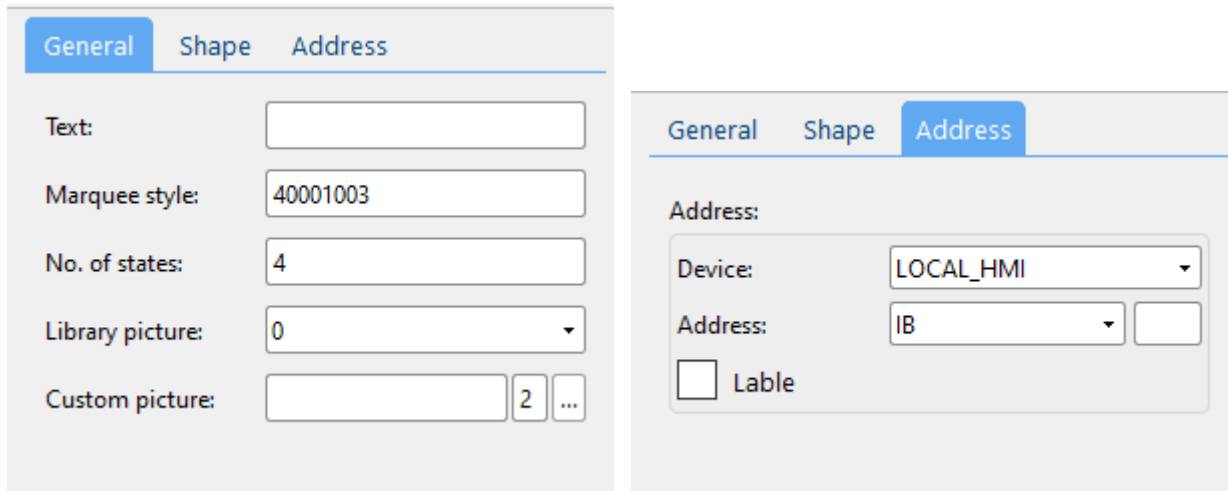 General Shape Address
Text:
Marquee style: 40001003
No. of states: 4
Library picture: 0
Custom picture: 2 ...
General Shape Address
Address:
Device: LOCAL_HMI
Address: IB
Lable